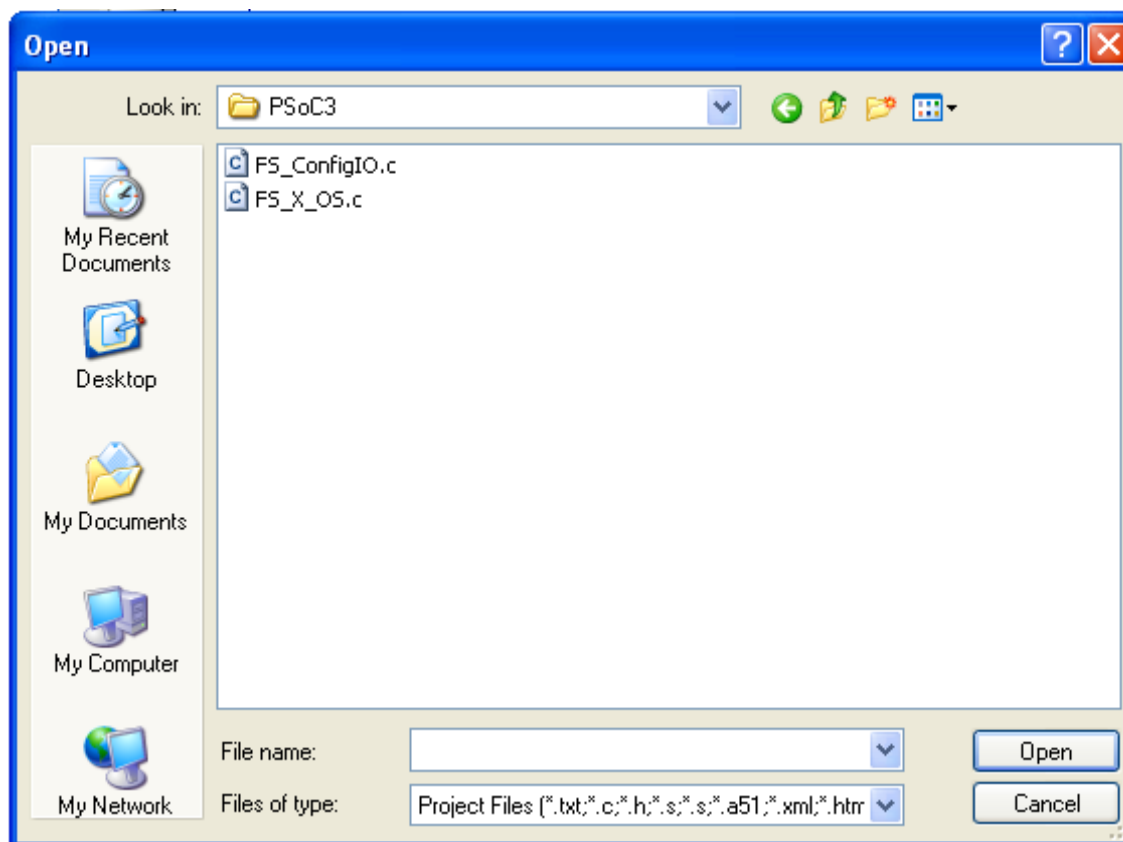 Open
Look in: PSoC3
FS_ConfigIO.c
FS_X_OS.c
My Recent
Documents
Desktop
My Documents
My Computer
My Network
File name:
Open
Files of type: Project Files (*.txt;*.c;*.h;*.s;*.s;*.a51;*.xml;*.htm
Cancel